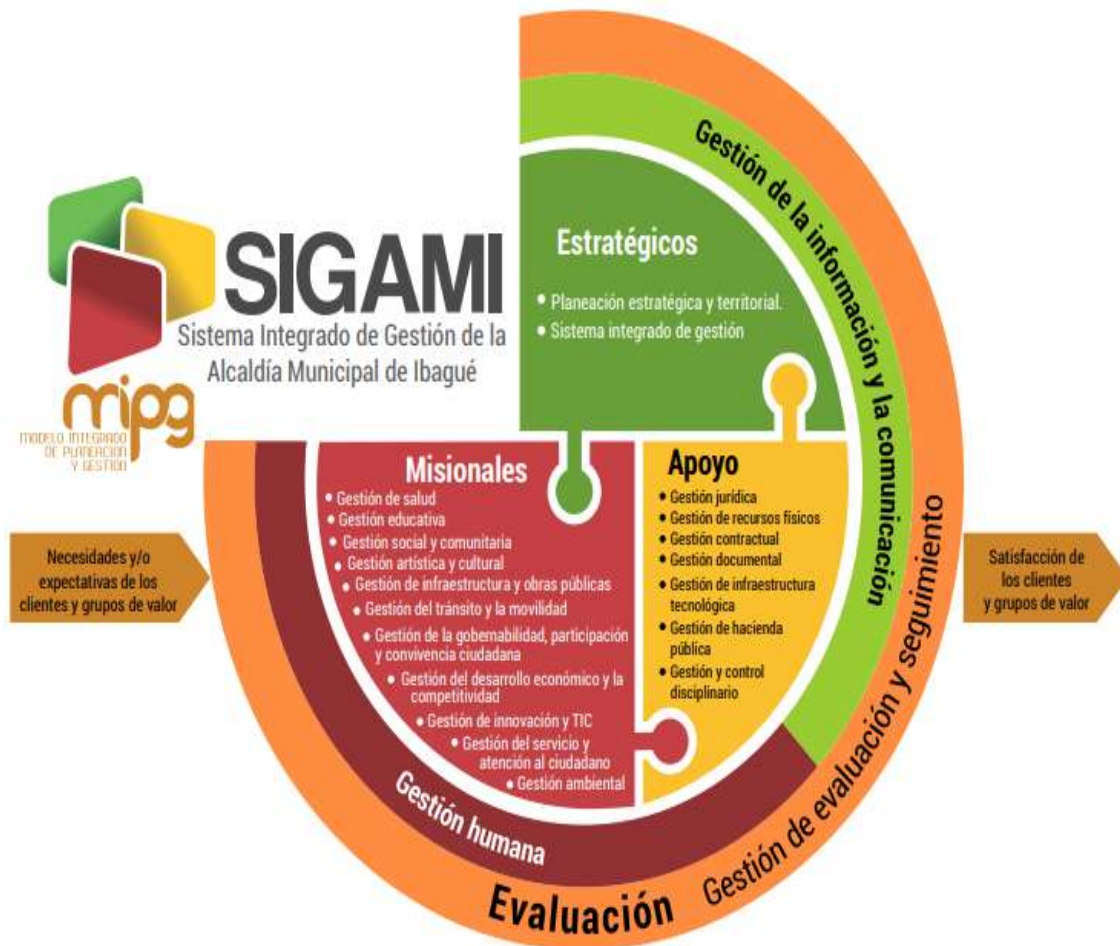 SIGAMI
Sistema Integrado de Gestión de la
Alcaldía Municipal de Ibagué
mipg
MODELO INTEGRADO
DE PLANEACIÓN
Y GESTIÓN
Necesidades y/o
expectativas de los
clientes y grupos de valor
Estratégicos
• Planeación estratégica y territorial.
• Sistema integrado de gestión
Misionales
• Gestión de salud
• Gestión educativa
• Gestión social y comunitaria
• Gestión artística y cultural
• Gestión de infraestructura y obras públicas
• Gestión del tránsito y la movilidad
• Gestión de la gobernabilidad, participación
y convivencia ciudadana
• Gestión del desarrollo económico y la
competitividad
• Gestión de innovación y TIC
• Gestión del servicio y
atención al ciudadano
• Gestión ambiental
Apoyo
• Gestión jurídica
• Gestión de recursos físicos
• Gestión contractual
• Gestión documental
• Gestión de infraestructura
tecnológica
• Gestión de hacienda
pública
• Gestión y control
disciplinario
Gestión de la información y la comunicación
Gestión humana
Evaluación
Gestión de evaluación y seguimiento
Satisfacción de
los clientes
y grupos de valor